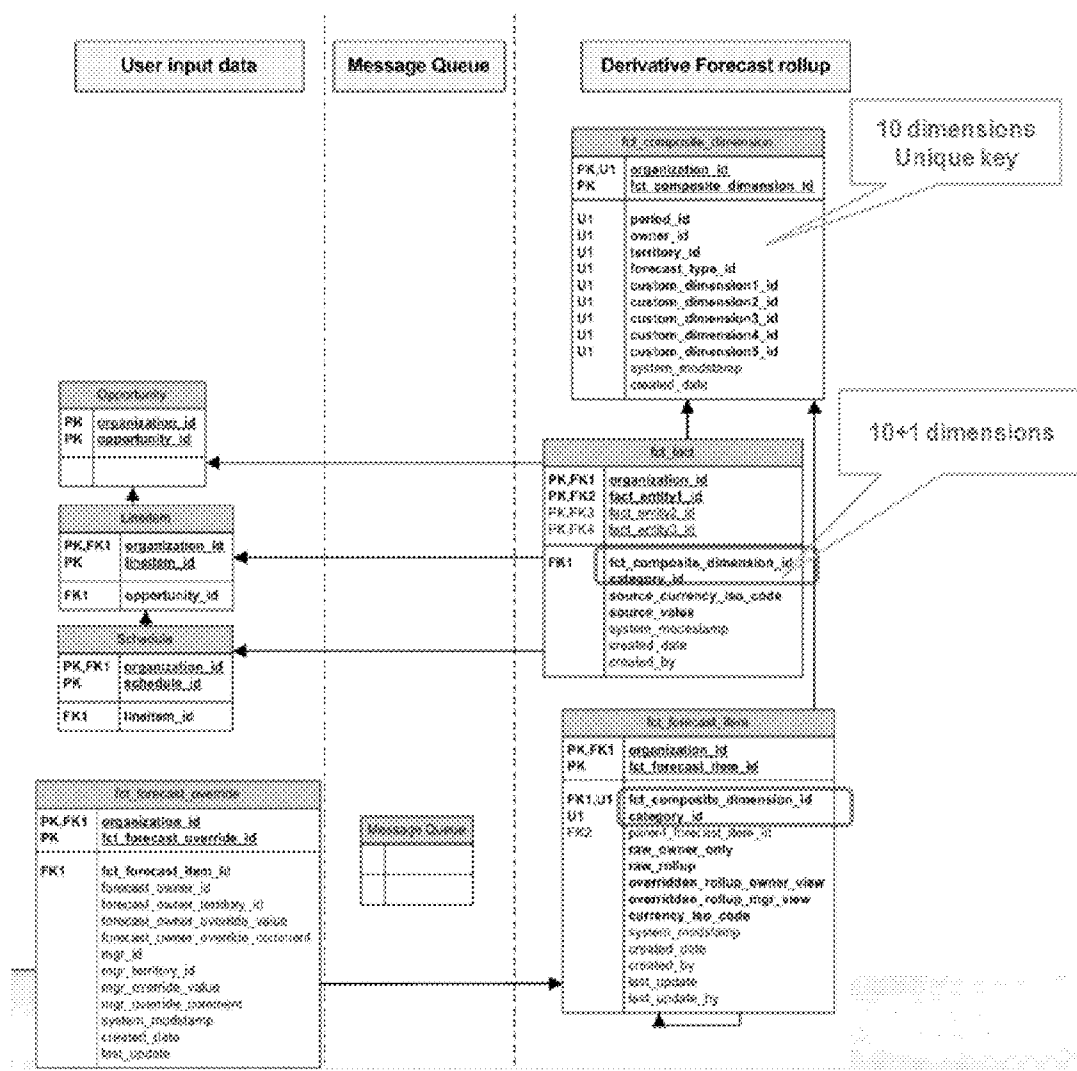 User input data
Message Queue
Derivative Forecast rollup
10 dimensions
Unique key
fct_composite_dimension
PK,U1 organization_id
PK fct_composite_dimension_id
U1 period_id
U1 owner_id
U1 territory_id
U1 forecast_type_id
U1 custom_dimension1_id
U1 custom_dimension2_id
U1 custom_dimension3_id
U1 custom_dimension4_id
U1 custom_dimension5_id
system_modstamp
created_date
10+1 dimensions
Opportunity
PK organization_id
PK opportunity_id
fct_fact
PK,FK1 organization_id
PK,FK2 fact_entity1_id
PK,FK3 fact_entity2_id
PK,FK4 fact_entity3_id
FK1 fct_composite_dimension_id
category_id
source_currency_iso_code
source_value
system_modstamp
created_date
created_by
LineItem
PK,FK1 organization_id
PK lineitem_id
FK1 opportunity_id
Schedule
PK,FK1 organization_id
PK schedule_id
FK1 lineitem_id
fct_forecast_item
PK,FK1 organization_id
PK fct_forecast_item_id
FK1,U1 fct_composite_dimension_id
U1 category_id
FK2 parent_forecast_item_id
raw_owner_only
raw_rollup
overridden_rollup_owner_view
overridden_rollup_mgr_view
currency_iso_code
system_modstamp
created_date
created_by
last_update
last_update_by
fct_forecast_override
PK,FK1 organization_id
PK fct_forecast_override_id
FK1 fct_forecast_item_id
forecast_owner_id
forecast_owner_territory_id
forecast_owner_override_value
forecast_owner_override_comment
mgr_id
mgr_territory_id
mgr_override_value
mgr_override_comment
system_modstamp
created_date
last_update
Message Queue